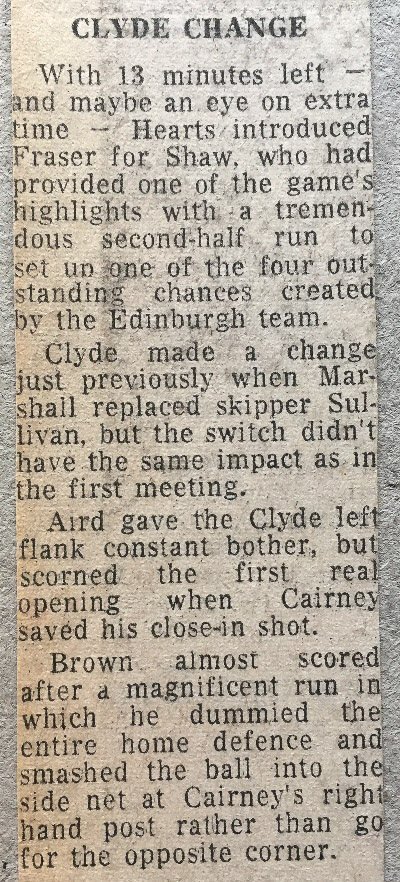 CLYDE CHANGE
With 13 minutes left —
and maybe an eye on extra
time — Hearts introduced
Fraser for Shaw, who had
provided one of the game's
highlights with a tremen-
dous second-half run to
set up one of the four out-
standing chances created
by the Edinburgh team.
Clyde made a change
just previously when Mar-
shall replaced skipper Sul-
livan, but the switch didn't
have the same impact as in
the first meeting.
Aird gave the Clyde left
flank constant bother, but
scorned the first real
opening when Cairney
saved his close-in shot.
Brown almost scored
after a magnificent run in
which he dummied the
entire home defence and
smashed the ball into the
side net at Cairney's right
hand post rather than go
for the opposite corner.